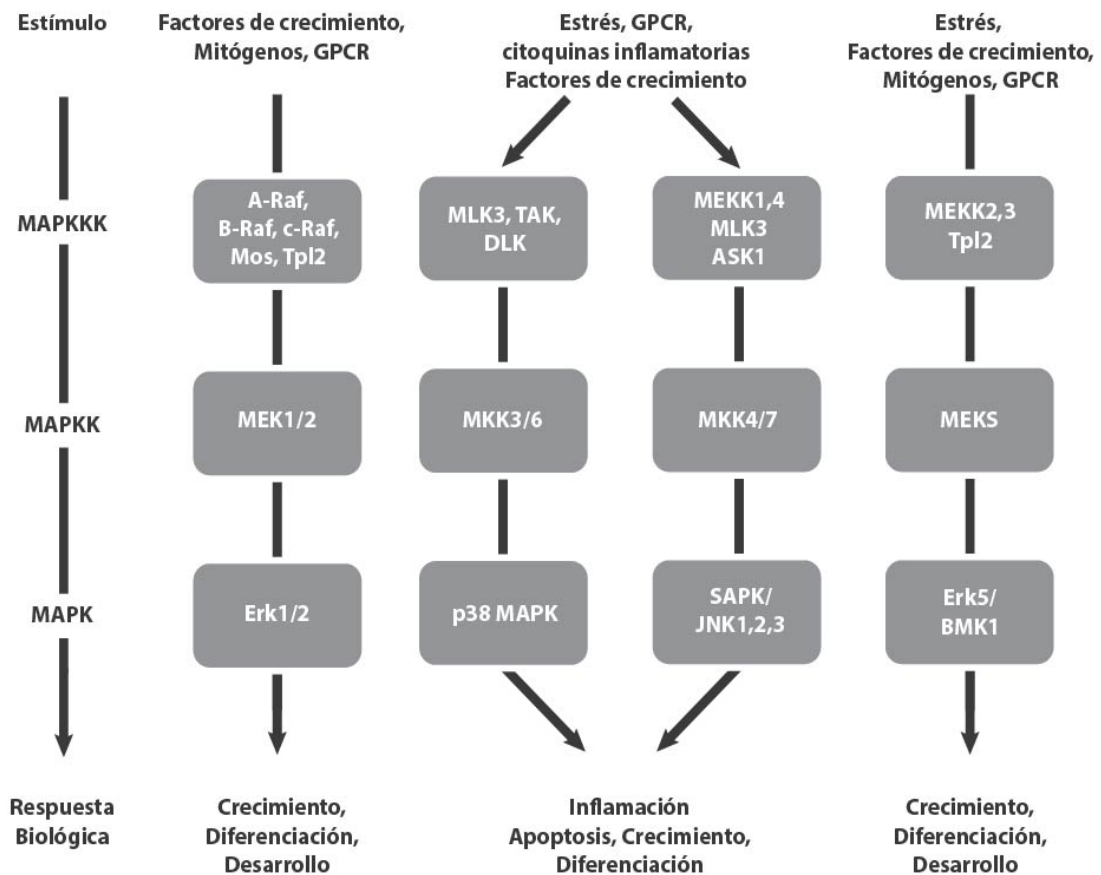 Estímulo
Factores de crecimiento,
Mitógenos, GPCR
Estrés, GPCR,
citoquinas inflamatorias
Factores de crecimiento
Estrés,
Factores de crecimiento,
Mitógenos, GPCR
MAPKKK
A-Raf,
B-Raf, c-Raf,
Mos, Tpl2
MLK3, TAK,
DLK
MEKK1,4
MLK3
ASK1
MEKK2,3
Tpl2
MAPKK
MEK1/2
MKK3/6
MKK4/7
MEKS
MAPK
Erk1/2
p38 MAPK
SAPK/
JNK1,2,3
Erk5/
BMK1
Respuesta
Biológica
Crecimiento,
Diferenciación,
Desarrollo
Inflamación
Apoptosis, Crecimiento,
Diferenciación
Crecimiento,
Diferenciación,
Desarrollo